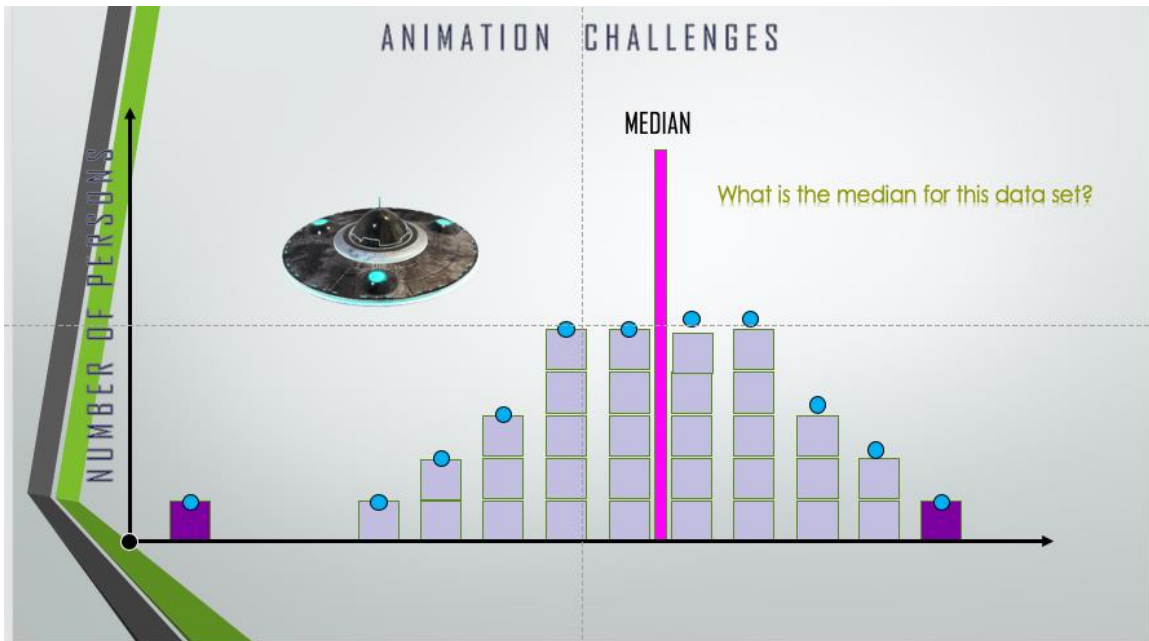 ANIMATION CHALLENGES
MEDIAN
What is the median for this data set?
NUMBER OF PERSONS